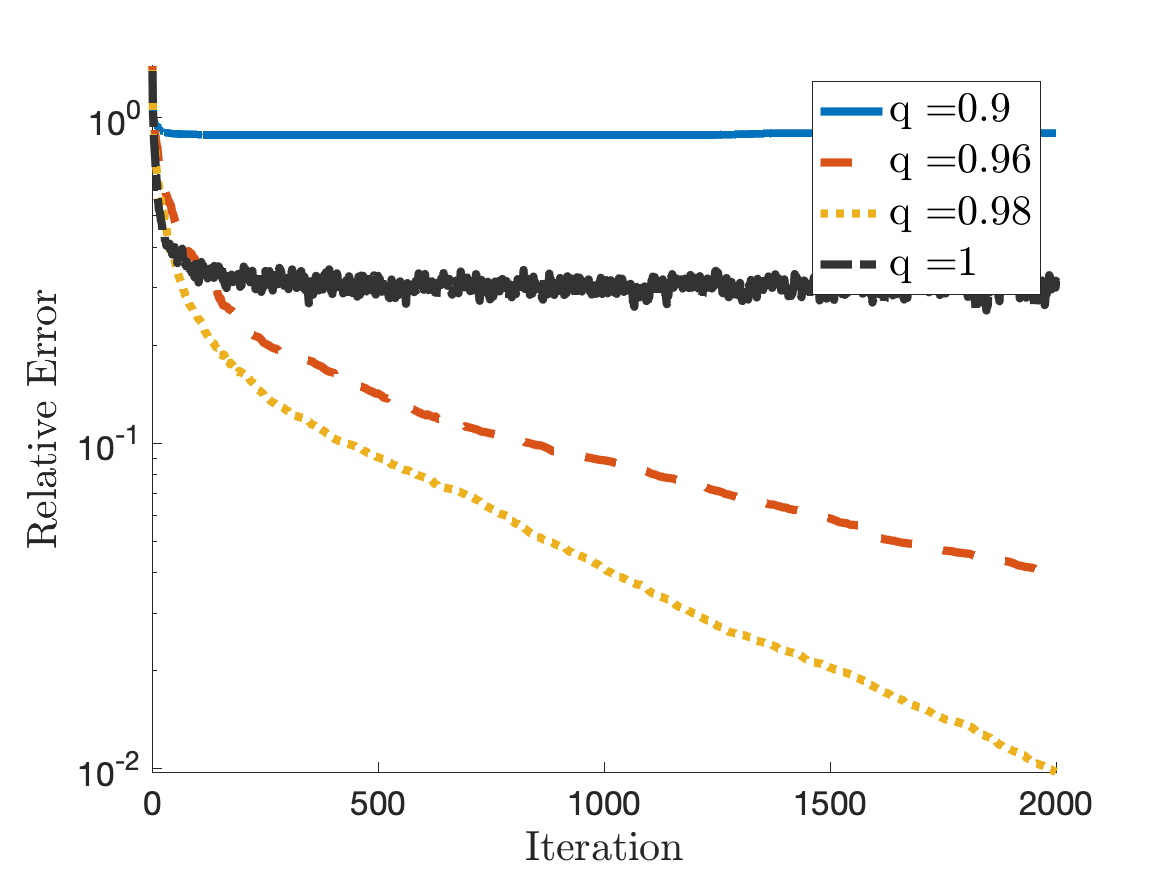 10^0
10^-1
10^-2
Relative Error
0
500
1000
1500
2000
Iteration
q =0.9
q =0.96
q =0.98
q =1